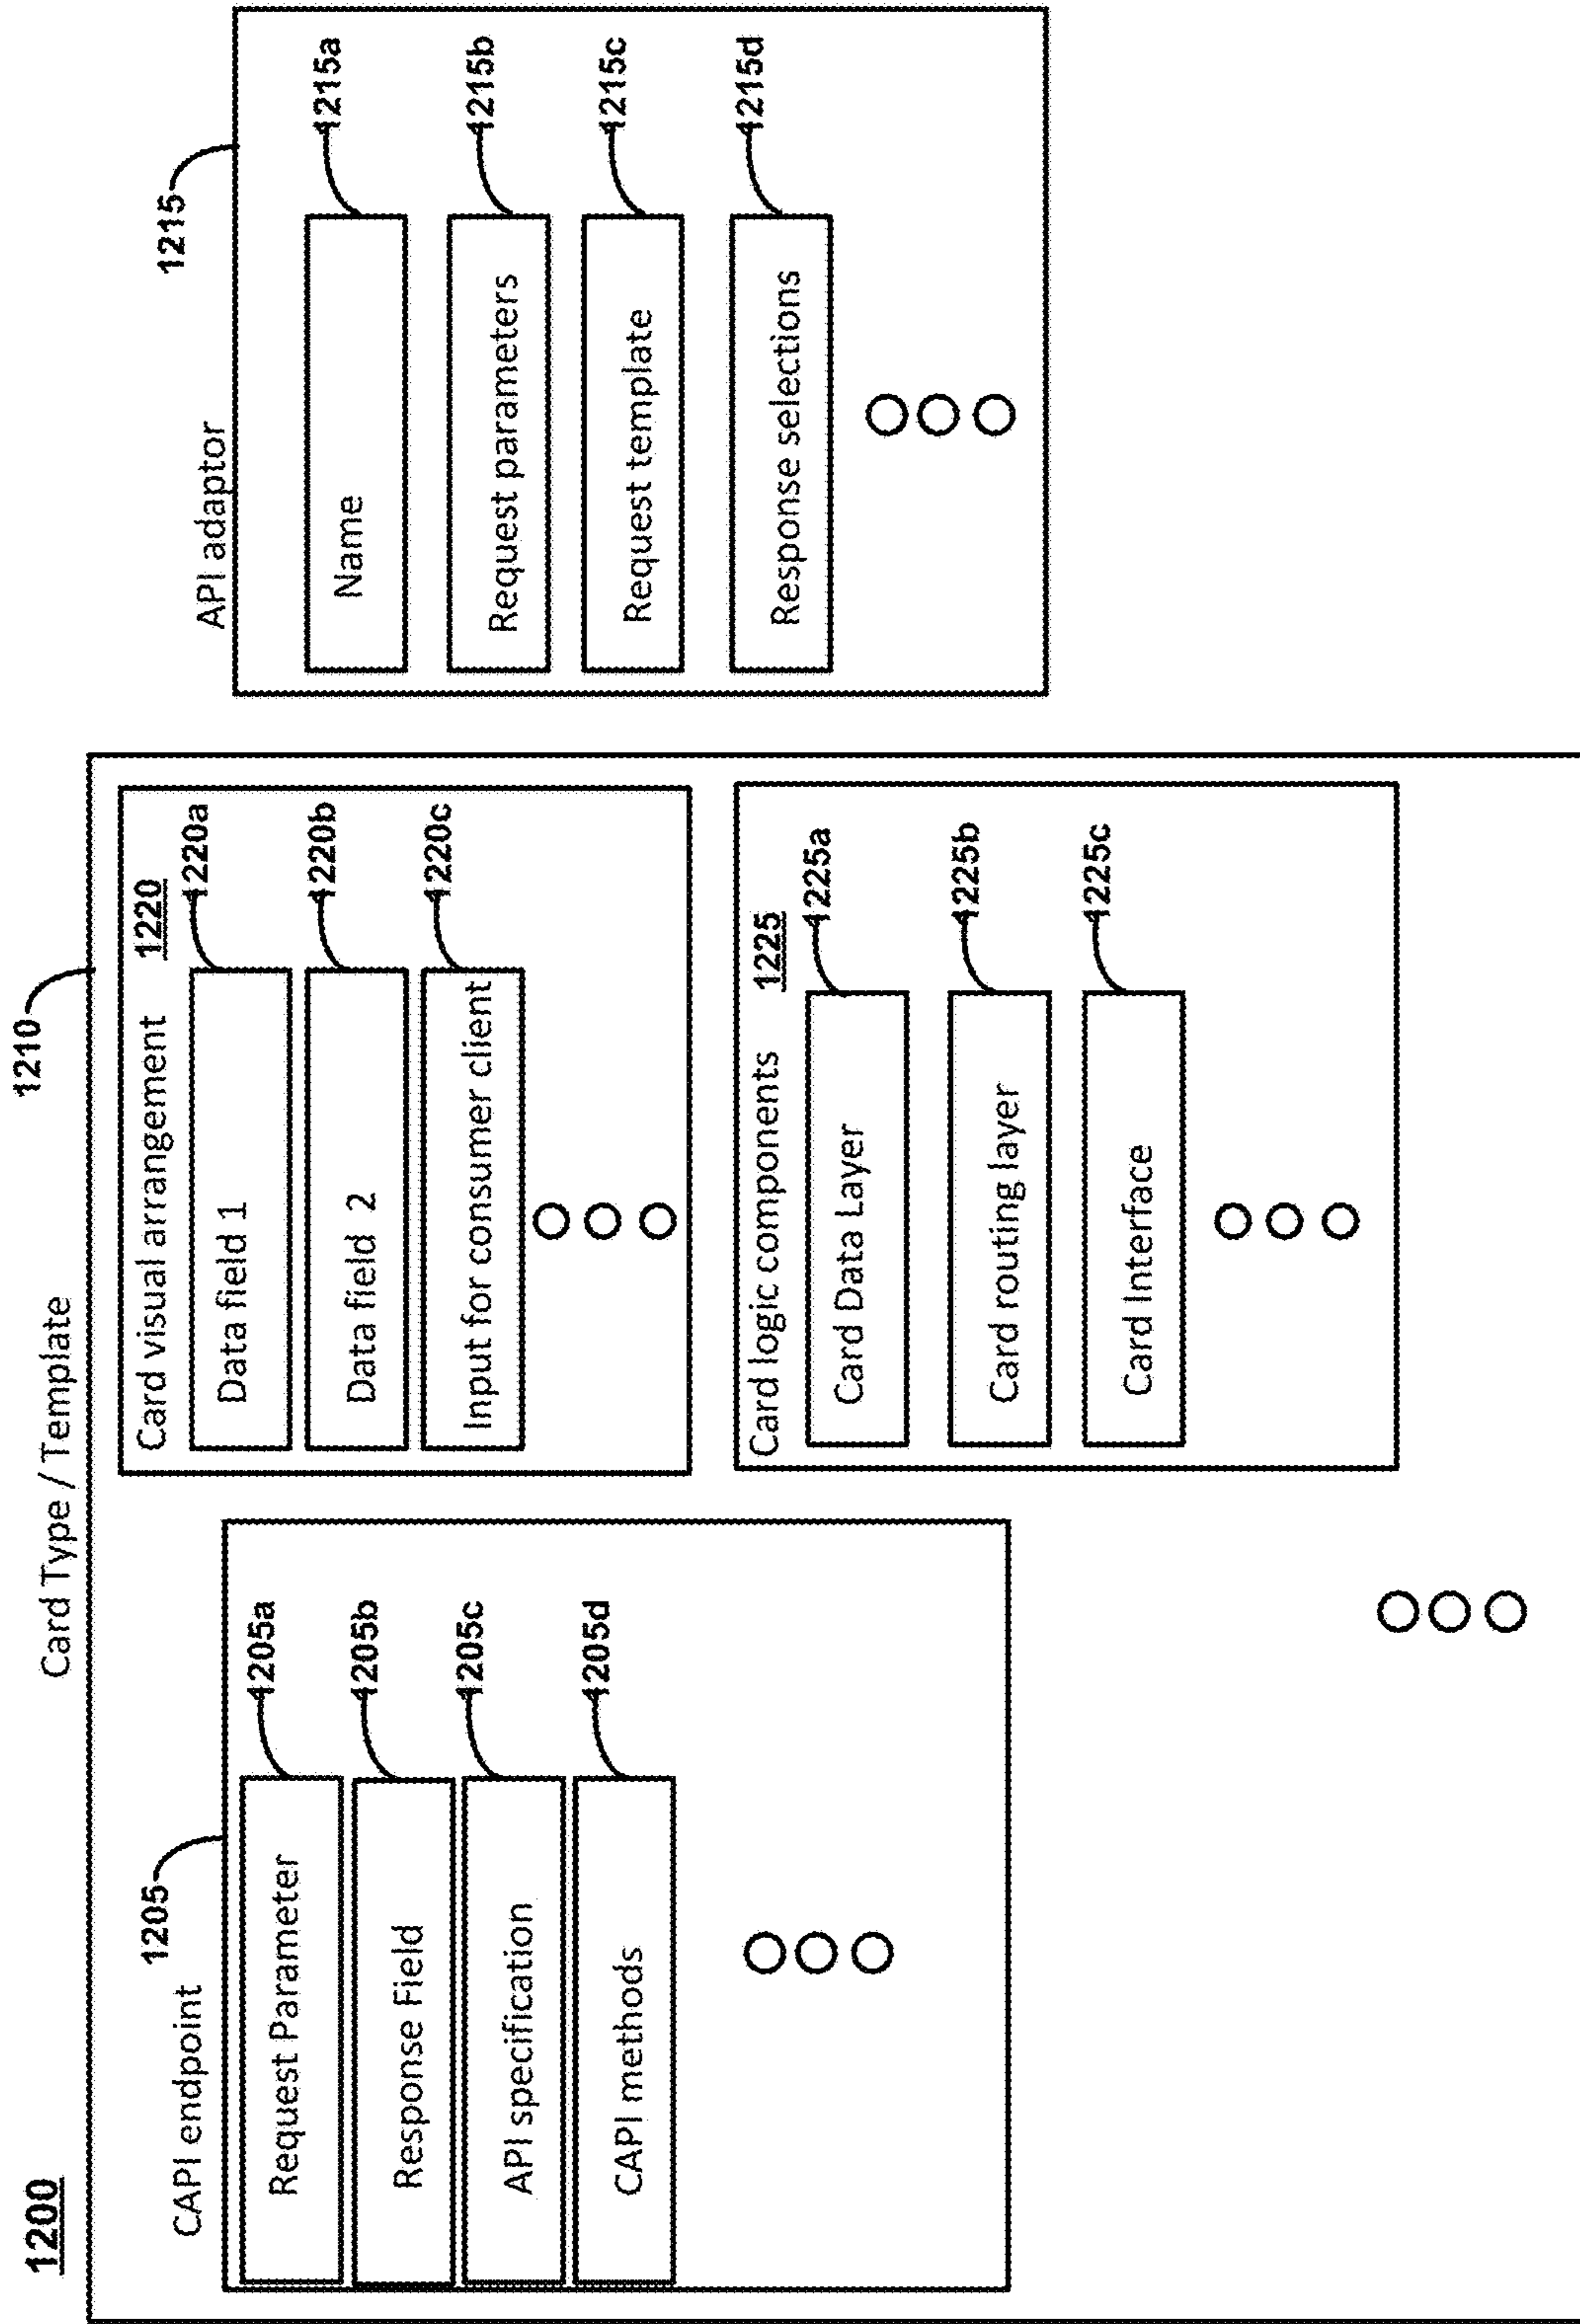 1200
Card Type / Template
1210
CAPI endpoint
1205
Request Parameter
1205a
Response Field
1205b
API specification
1205c
CAPI methods
1205d
Card visual arrangement 1220
Data field 1
1220a
Data field 2
1220b
Input for consumer client
1220c
Card logic components 1225
Card Data Layer
1225a
Card routing layer
1225b
Card Interface
1225c
API adaptor
1215
Name
1215a
Request parameters
1215b
Request template
1215c
Response selections
1215d